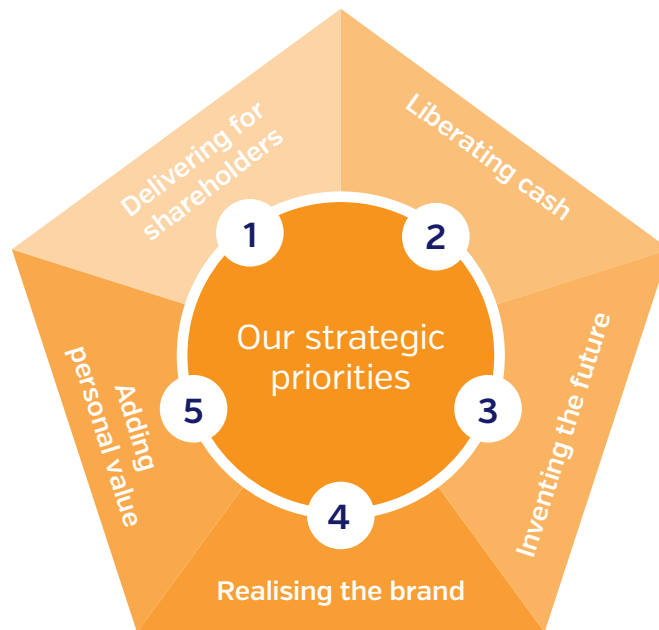 Delivering for
shareholders
Liberating cash
1
2
Our strategic
priorities
Adding
personal value
5
3
Inventing the future
4
Realising the brand